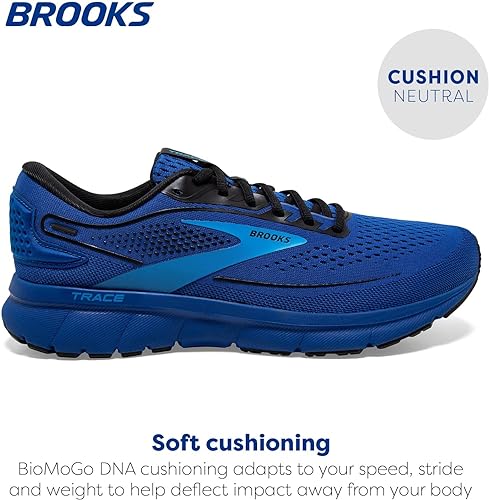 BROOKS
CUSHION
NEUTRAL
BROOKS
TRACE
Soft cushioning
BioMoGo DNA cushioning adapts to your speed, stride
and weight to help deflect impact away from your body